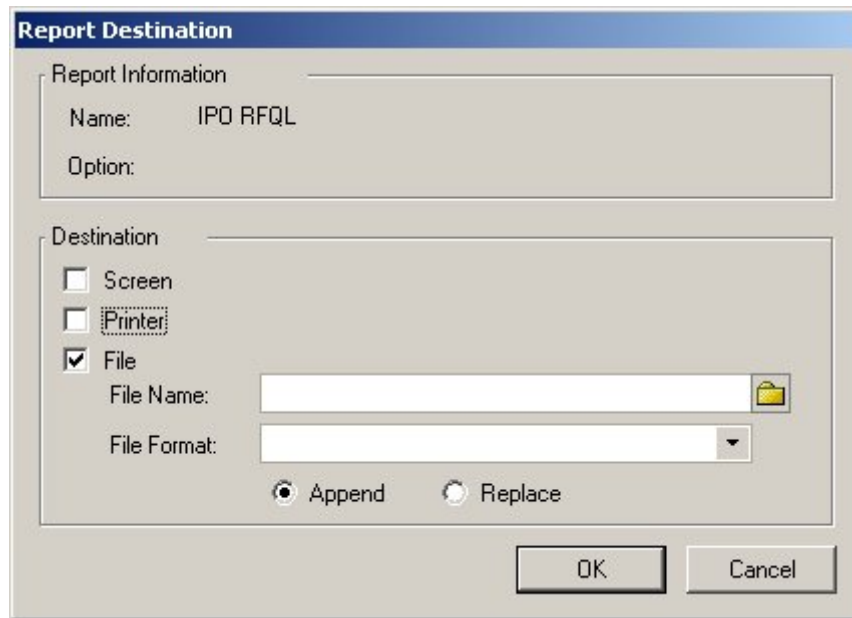 Report Destination
Report Information
Name: IPO RFQL
Option:
Destination
Screen
Printer
File
File Name:
File Format:
Append Replace
OK Cancel